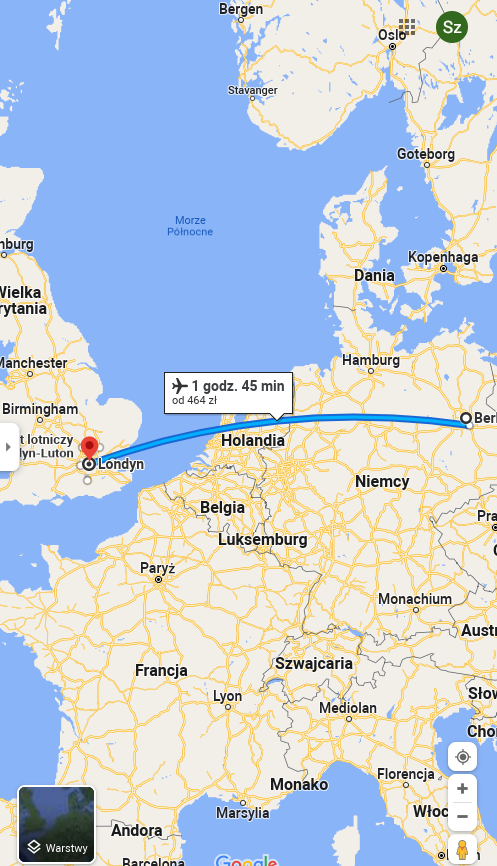 Bergen
Oslo
Sz
Stavanger
Goteborg
Morze
Północne
nburg
Kopenhaga
Wielka
rytania
Dania
Manchester
Hamburg
1 godz. 45 min
od 464 zł
Birmingham
Berl
t lotniczy
dyn-Luton
Holandia
Londyn
Niemcy
Belgia
Pra
Luksemburg
Paryż
Monachium
Austr
Szwajcaria
Francja
Słow
Lyon
Mediolan
Chor
Florencja
Monako
Marsylia
Włoc
Andora
Warstwy
Barcelona
Google